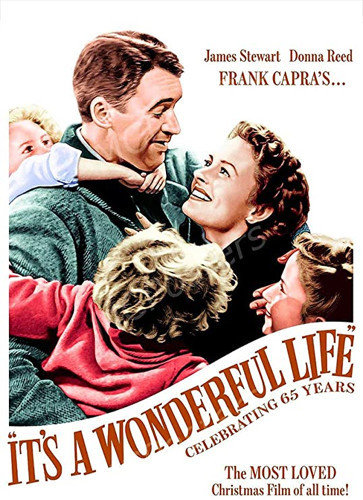 James Stewart Donna Reed
FRANK CAPRA'S...
"IT'S A WONDERFUL LIFE"
CELEBRATING 65 YEARS
The MOST LOVED
Christmas Film of all time!